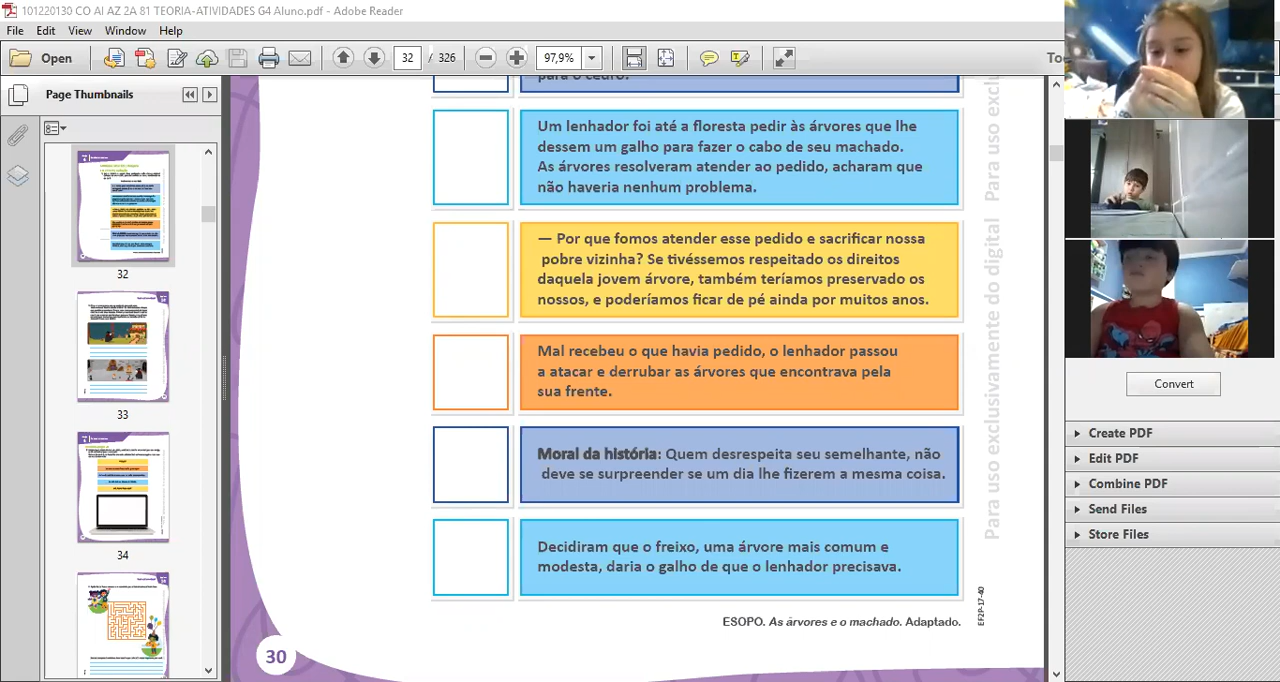 101220130 CO AI AZ 2A 81 TEORIA-ATIVIDADES G4 Aluno.pdf - Adobe Reader
File Edit View Window Help
Open
32 / 326
97,9%
Page Thumbnails
32
33
34
para o cedro.
Um lenhador foi até a floresta pedir às árvores que lhe
dessem um galho para fazer o cabo de seu machado.
As árvores resolveram atender ao pedido, acharam que
não haveria nenhum problema.
— Por que fomos atender esse pedido e sacrificar nossa
pobre vizinha? Se tivéssemos respeitado os direitos
daquela jovem árvore, também teríamos preservado os
nossos, e poderíamos ficar de pé ainda por muitos anos.
Mal recebeu o que havia pedido, o lenhador passou
a atacar e derrubar as árvores que encontrava pela
sua frente.
Moral da história: Quem desrespeita seu semelhante, não
deve se surpreender se um dia lhe fizerem a mesma coisa.
Decidiram que o freixo, uma árvore mais comum e
modesta, daria o galho de que o lenhador precisava.
ESOPO. As árvores e o machado. Adaptado.
EF2P-17-40
30
Para uso exclusivamente do digital
Para uso exclu
Convert
Create PDF
Edit PDF
Combine PDF
Send Files
Store Files